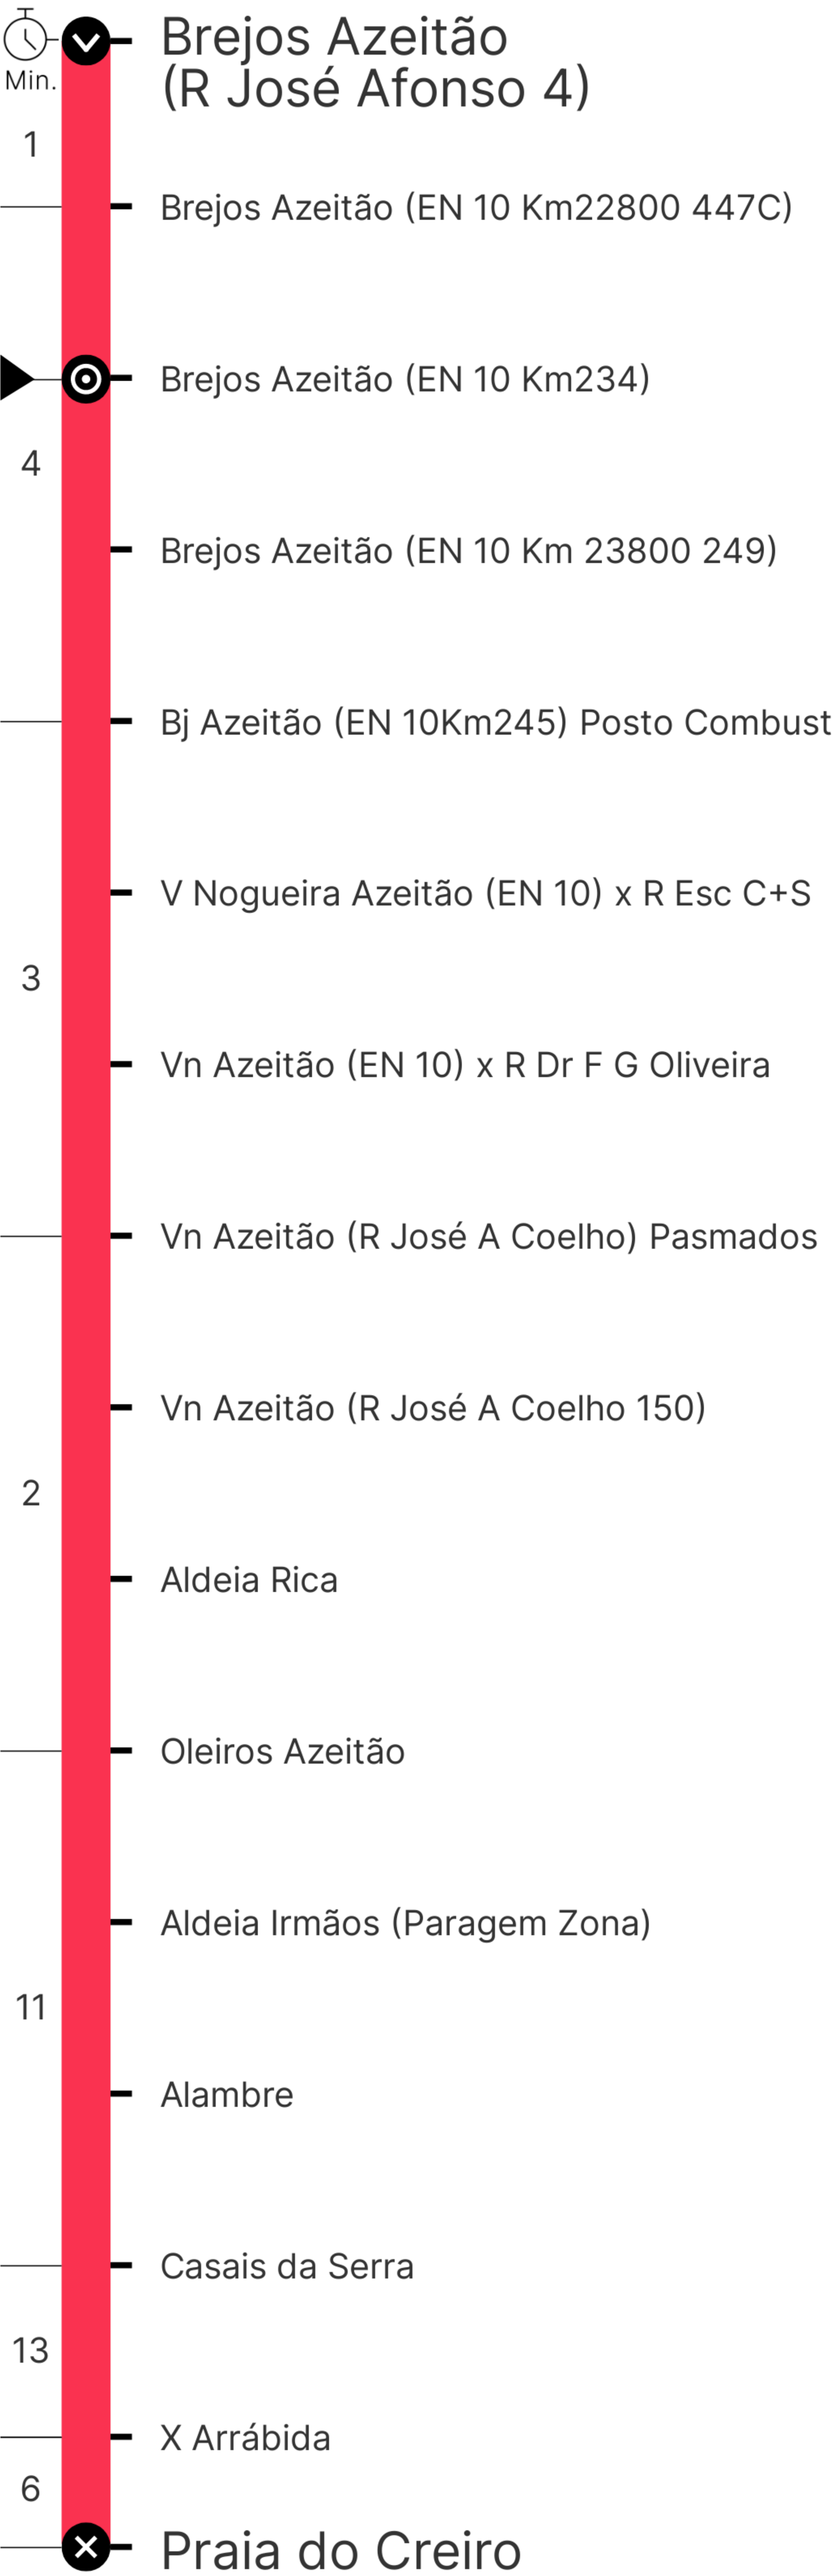 Min.
Brejos Azeitão
(R José Afonso 4)
1
Brejos Azeitão (EN 10 Km22800 447C)
Brejos Azeitão (EN 10 Km234)
4
Brejos Azeitão (EN 10 Km 23800 249)
Bj Azeitão (EN 10Km245) Posto Combust
V Nogueira Azeitão (EN 10) x R Esc C+S
3
Vn Azeitão (EN 10) x R Dr F G Oliveira
Vn Azeitão (R José A Coelho) Pasmados
Vn Azeitão (R José A Coelho 150)
2
Aldeia Rica
Oleiros Azeitão
Aldeia Irmãos (Paragem Zona)
11
Alambre
Casais da Serra
13
X Arrábida
6
Praia do Creiro